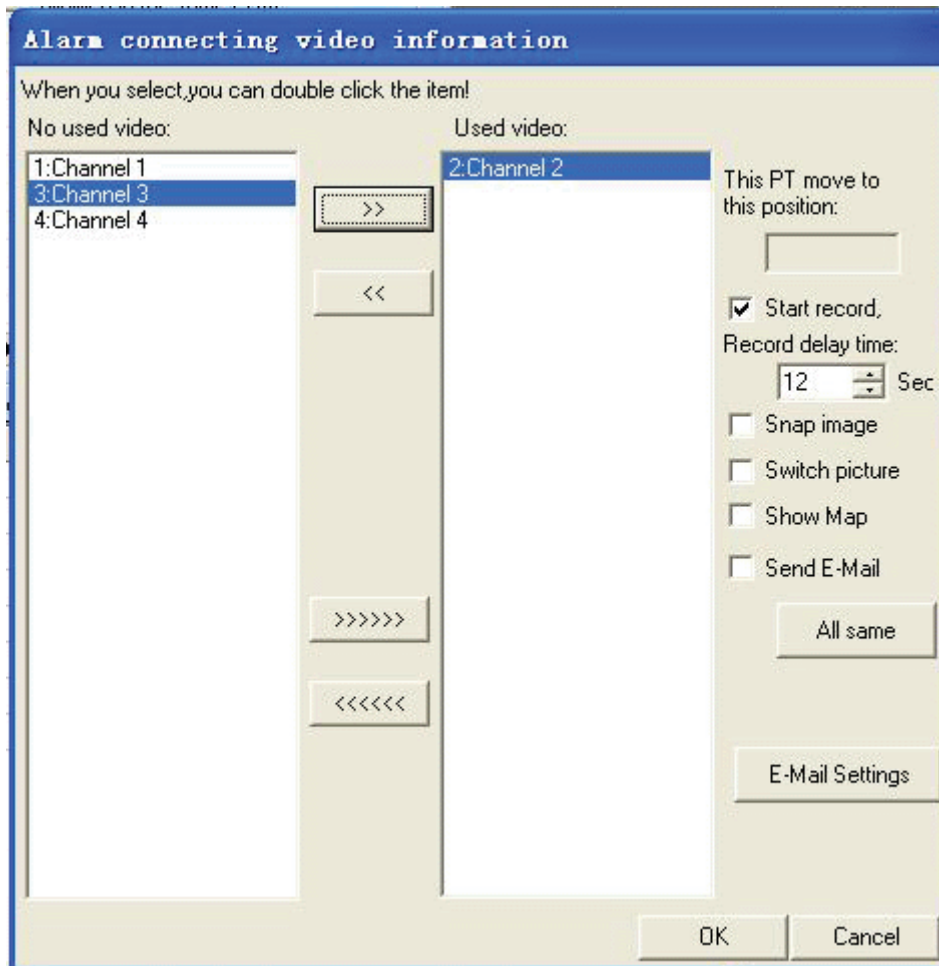 Alarm connecting video information
When you select,you can double click the item!
No used video:
Used video:
1:Channel 1
3:Channel 3
4:Channel 4
>>
<<
>>>>>>
<<<<<<
2:Channel 2
This PT move to
this position:
Start record,
Record delay time:
12 Sec
Snap image
Switch picture
Show Map
Send E-Mail
All same
E-Mail Settings
OK
Cancel